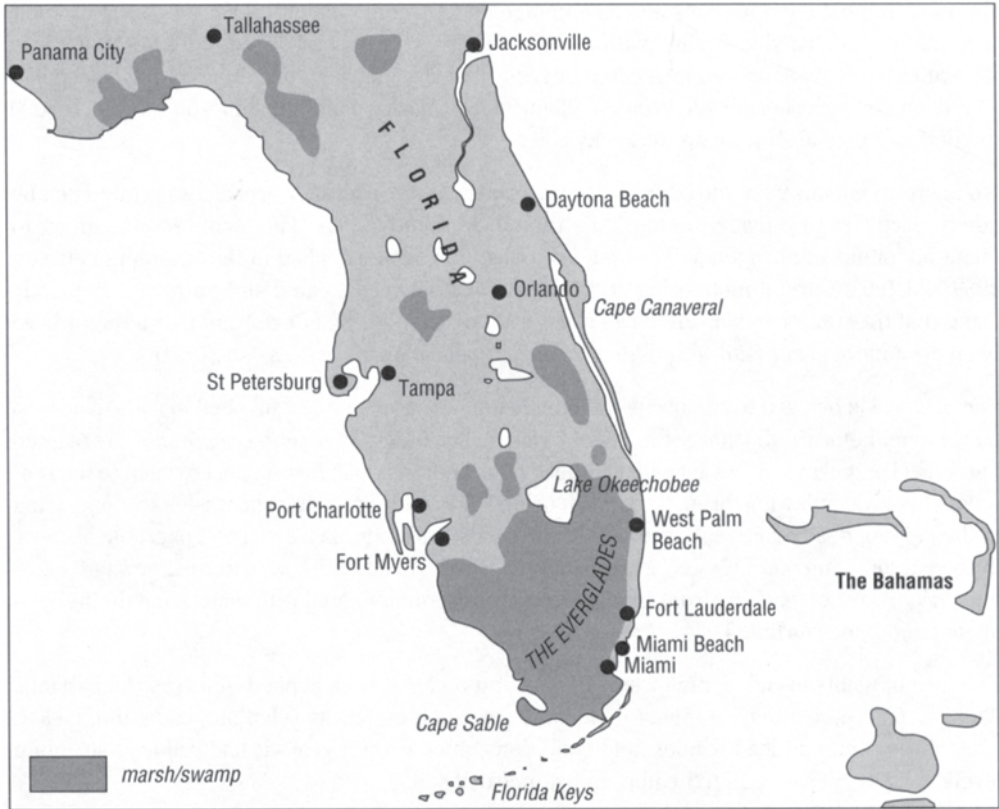 Tallahassee
Panama City
Jacksonville
FLORIDA
Daytona Beach
Orlando
Cape Canaveral
St Petersburg
Tampa
Lake Okeechobee
Port Charlotte
West Palm
Beach
Fort Myers
The Bahamas
THE EVERGLADES
Fort Lauderdale
Miami Beach
Miami
Cape Sable
marsh/swamp
Florida Keys